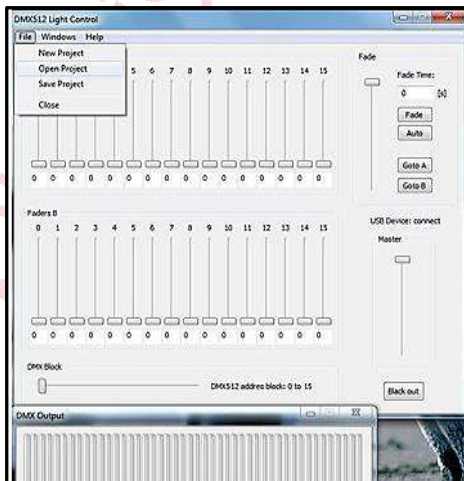 DMX512 Light Control
File Windows Help
New Project
Open Project
Save Project
Close
5 6 7 8 9 10 11 12 13 14 15
0 0 0 0 0 0 0 0 0 0 0 0 0 0 0 0
Fade
Fade Time:
0 [s]
Fade
Auto
Goto A
Goto B
Faders B
0 1 2 3 4 5 6 7 8 9 10 11 12 13 14 15
0 0 0 0 0 0 0 0 0 0 0 0 0 0 0 0
USB Device: connect
Master
Black out
DMX Block
DMX512 addres block: 0 to 15
DMX Output